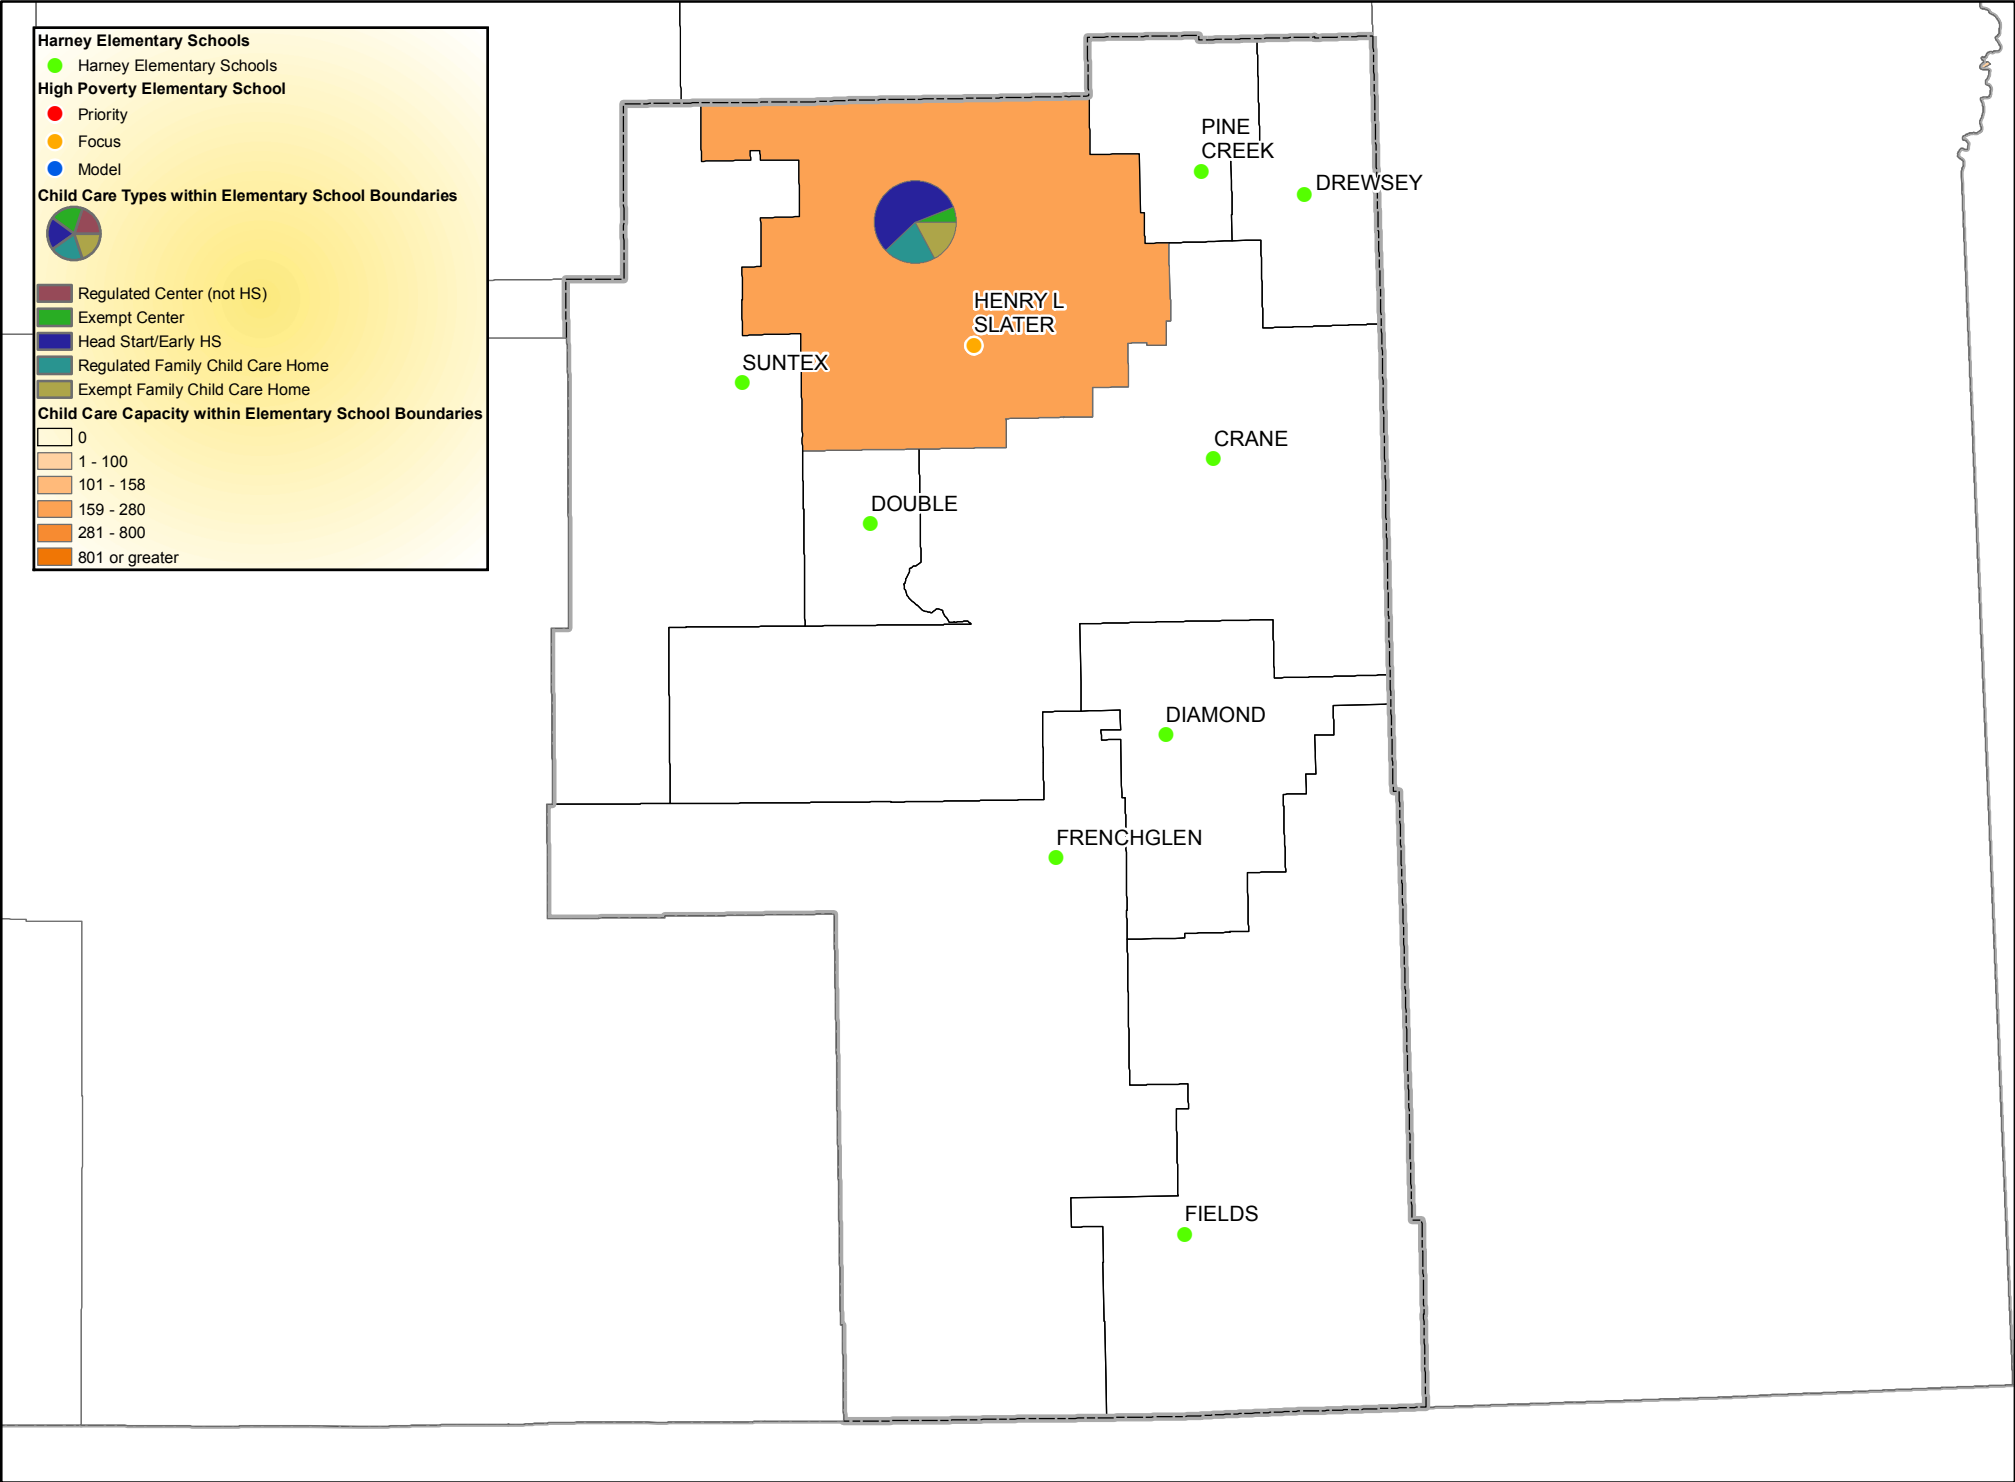 Harney Elementary Schools
Harney Elementary Schools
High Poverty Elementary School
Priority
Focus
Model
Child Care Types within Elementary School Boundaries
Regulated Center (not HS)
Exempt Center
Head Start/Early HS
Regulated Family Child Care Home
Exempt Family Child Care Home
Child Care Capacity within Elementary School Boundaries
0
1 - 100
101 - 158
159 - 280
281 - 800
801 or greater
PINE
CREEK
DREWSEY
HENRY L
SLATER
SUNTEX
CRANE
DOUBLE
DIAMOND
FRENCHGLEN
FIELDS